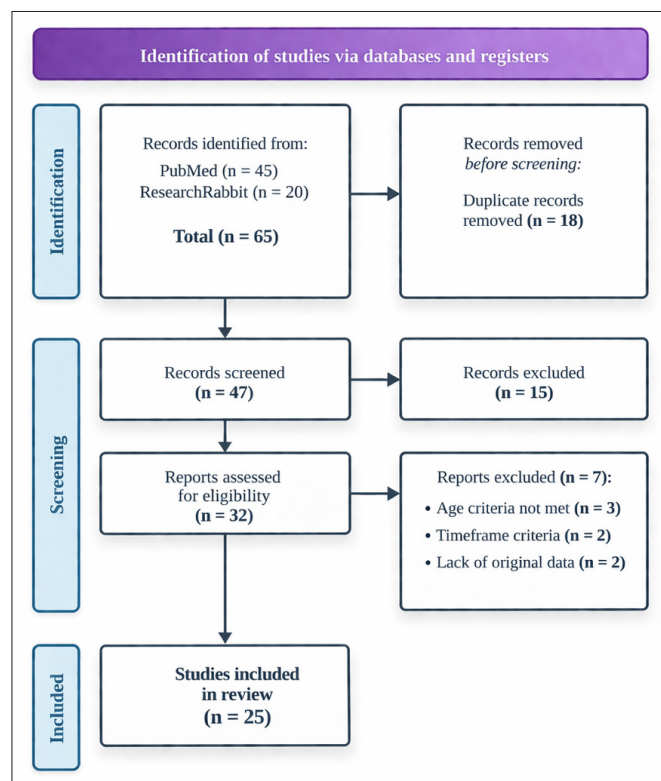 Identification of studies via databases and registers
Identification
Records identified from:
PubMed (n = 45)
ResearchRabbit (n = 20)
Total (n = 65)
Records removed
before screening:
Duplicate records
removed (n = 18)
Screening
Records screened
(n = 47)
Records excluded
(n = 15)
Reports assessed
for eligibility
(n = 32)
Reports excluded (n = 7):
• Age criteria not met (n = 3)
• Timeframe criteria (n = 2)
• Lack of original data (n = 2)
Included
Studies included
in review
(n = 25)